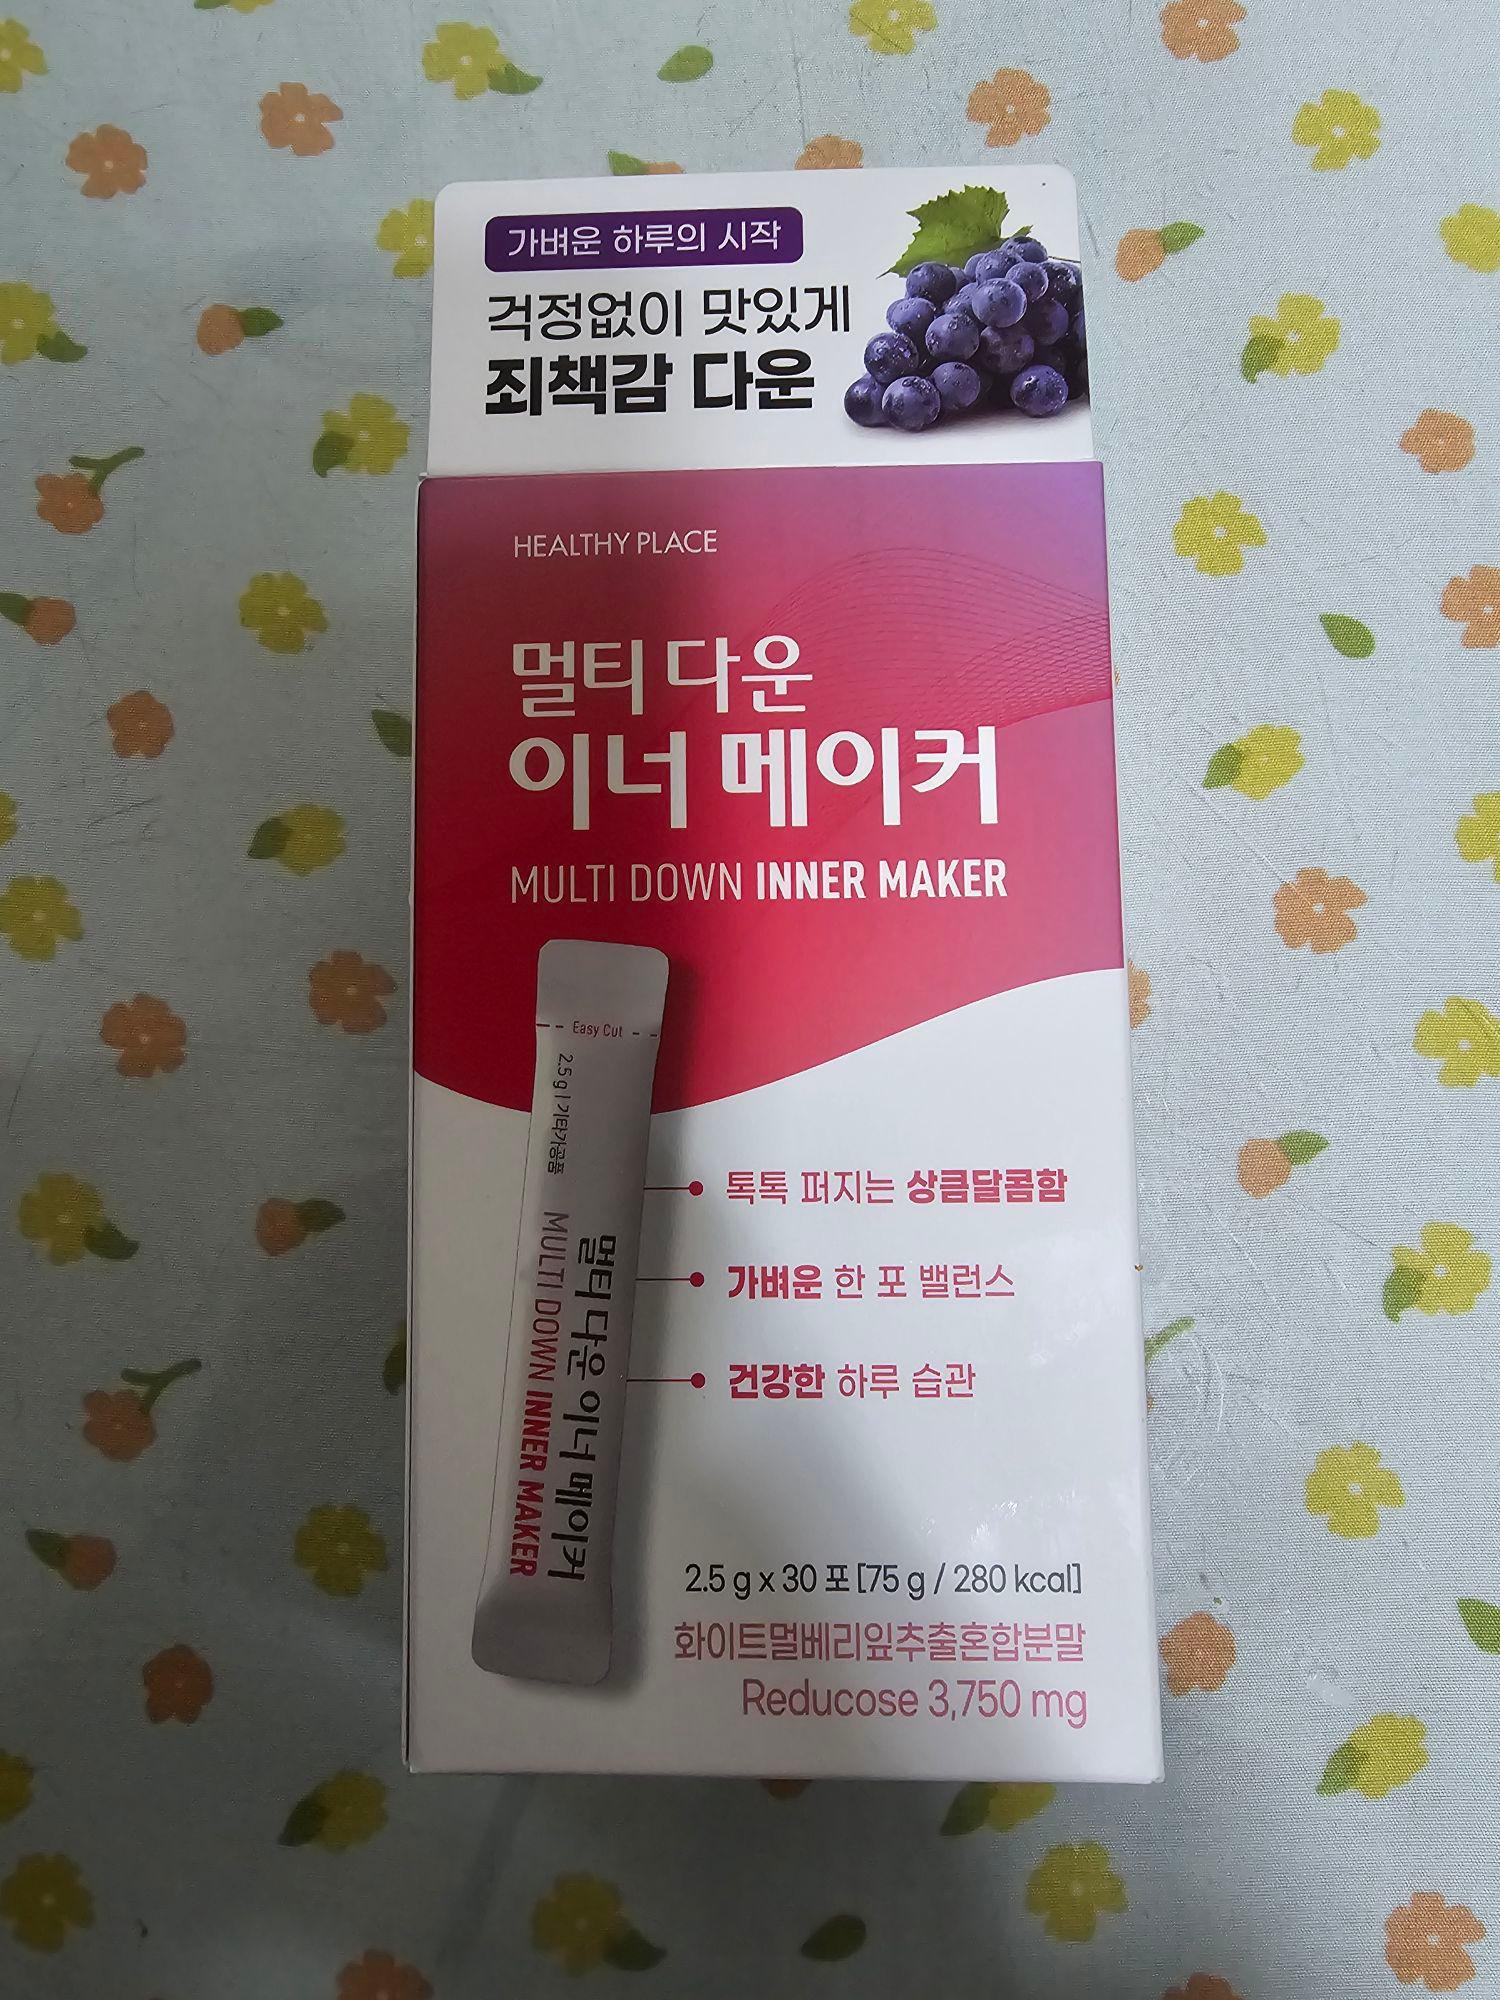 가벼운 하루의 시작
걱정없이 맛있게
죄책감 다운
HEALTHY PLACE
멀티 다운
이너 메이커
MULTI DOWN INNER MAKER
Easy Cut
2.5 g | 기타가공품
멀티 다운 이너 메이커
MULTI DOWN INNER MAKER
톡톡 퍼지는 상큼달콤함
가벼운 한 포 밸런스
건강한 하루 습관
2.5 g x 30 포 [75 g / 280 kcal]
화이트멀베리잎추출혼합분말
Reducose 3,750 mg